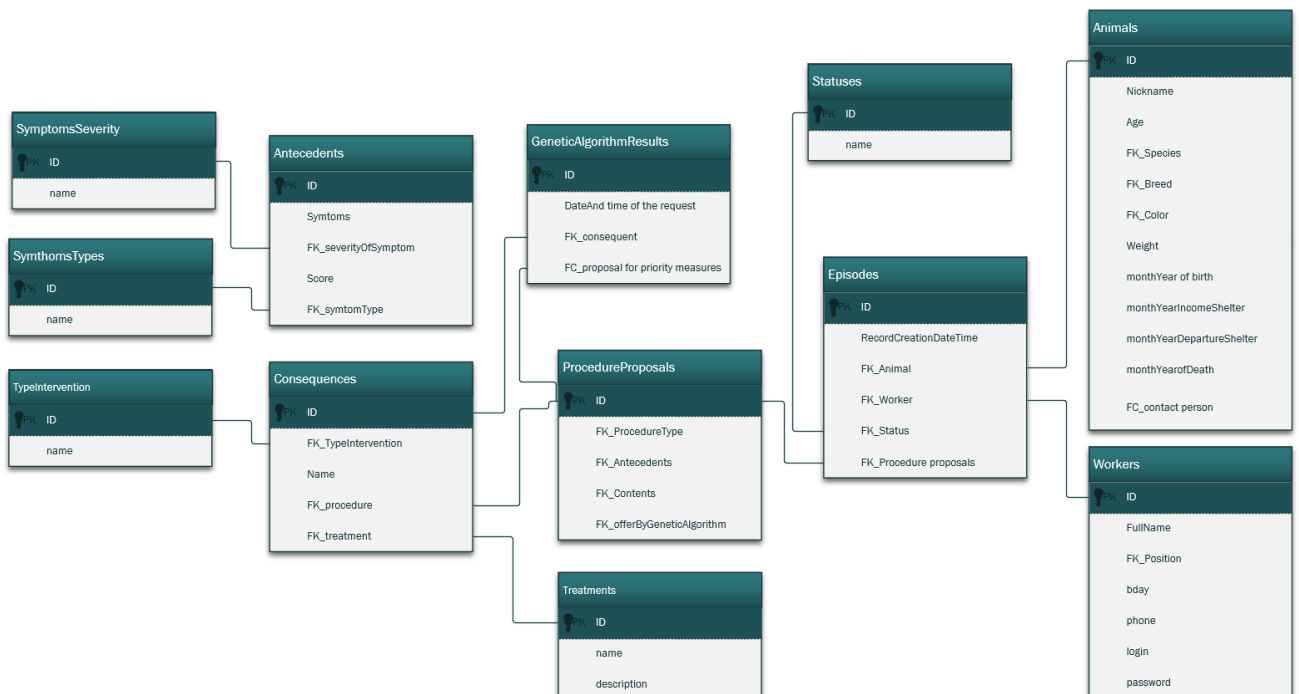 SymptomsSeverity
PK ID
name
SymthomsTypes
PK ID
name
TypeIntervention
PK ID
name
Antecedents
PK ID
Symtoms
FK_severityOfSymptom
Score
FK_symtomType
Consequences
PK ID
FK_TypeIntervention
Name
FK_procedure
FK_treatment
GeneticAlgorithmResults
PK ID
DateAnd time of the request
FK_consequent
FC_proposal for priority measures
ProcedureProposals
PK ID
FK_ProcedureType
FK_Antecedents
FK_Contents
FK_offerByGeneticAlgorithm
Treatments
PK ID
name
description
Statuses
PK ID
name
Episodes
PK ID
RecordCreationDateTime
FK_Animal
FK_Worker
FK_Status
FK_Procedure proposals
Animals
PK ID
Nickname
Age
FK_Species
FK_Breed
FK_Color
Weight
monthYear of birth
monthYearIncomeShelter
monthYearDepartureShelter
monthYearofDeath
FC_contact person
Workers
PK ID
FullName
FK_Position
bday
phone
login
password